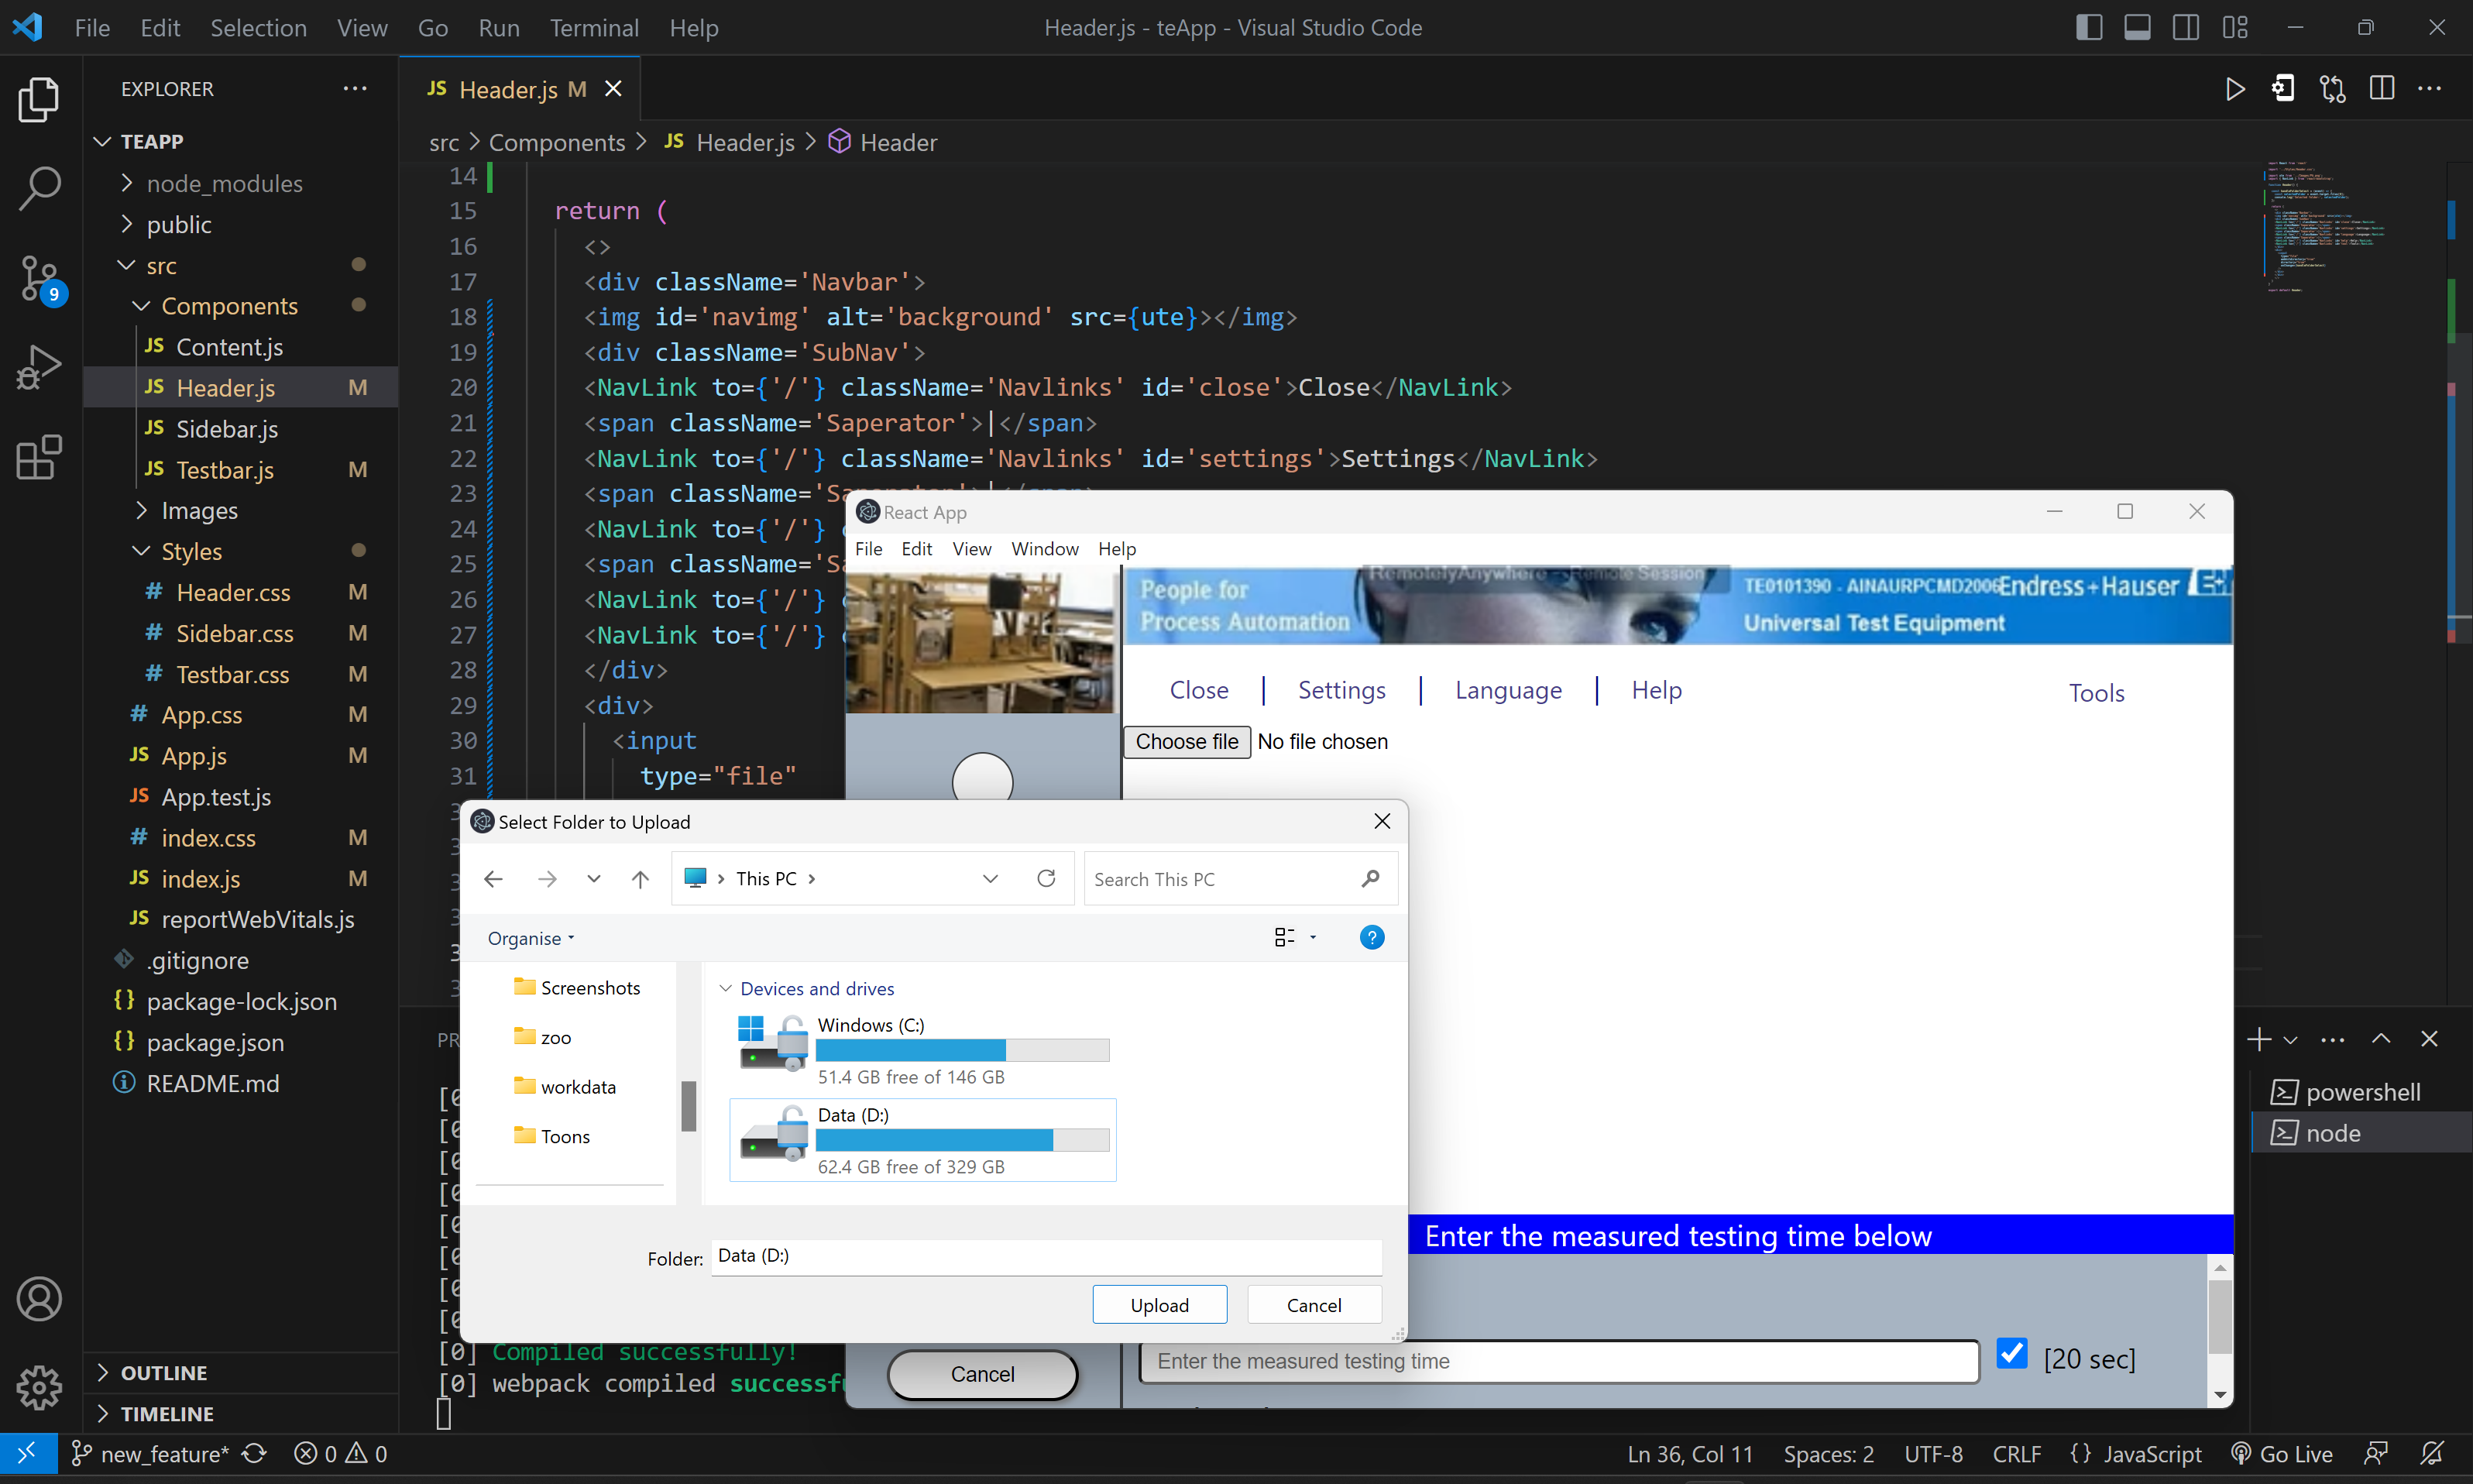 File Edit Selection View Go Run Terminal Help
Header.js - teApp - Visual Studio Code
EXPLORER
TEAPP
node_modules
public
src
Components
JS Content.js
JS Header.js M
JS Sidebar.js
JS Testbar.js M
Images
Styles
# Header.css M
# Sidebar.css M
# Testbar.css M
# App.css M
JS App.js M
JS App.test.js
# index.css M
JS index.js M
JS reportWebVitals.js
.gitignore
{} package-lock.json
{} package.json
README.md
OUTLINE
TIMELINE
9
JS Header.js M
src > Components > JS Header.js > Header
14
15 return (
16 <>
17 <div className='Navbar'>
18 <img id='navimg' alt='background' src={ute}></img>
19 <div className='SubNav'>
20 <NavLink to={'/'} className='Navlinks' id='close'>Close</NavLink>
21 <span className='Saperator'>|</span>
22 <NavLink to={'/'} className='Navlinks' id='settings'>Settings</NavLink>
23 <span className='Saperator'>|</span>
24 <NavLink to={'/'}
25 <span className='Sa
26 <NavLink to={'/'}
27 <NavLink to={'/'}
28 </div>
29 <div>
30 <input
31 type="file"
React App
File Edit View Window Help
People for
Process Automation
RemotelyAnywhere - Remote Session
TE0101390 - AINAURPCMD2006
Endress+Hauser
Universal Test Equipment
Close | Settings | Language | Help
Tools
Choose file No file chosen
Select Folder to Upload
This PC
Search This PC
Organise
?
Screenshots
zoo
workdata
Toons
Devices and drives
Windows (C:)
51.4 GB free of 146 GB
Data (D:)
62.4 GB free of 329 GB
Folder: Data (D:)
Upload
Cancel
Enter the measured testing time below
Enter the measured testing time
[20 sec]
Cancel
[0] Compiled successfully!
[0] webpack compiled successfu
powershell
node
new_feature* 0 0
Ln 36, Col 11 Spaces: 2 UTF-8 CRLF {} JavaScript Go Live